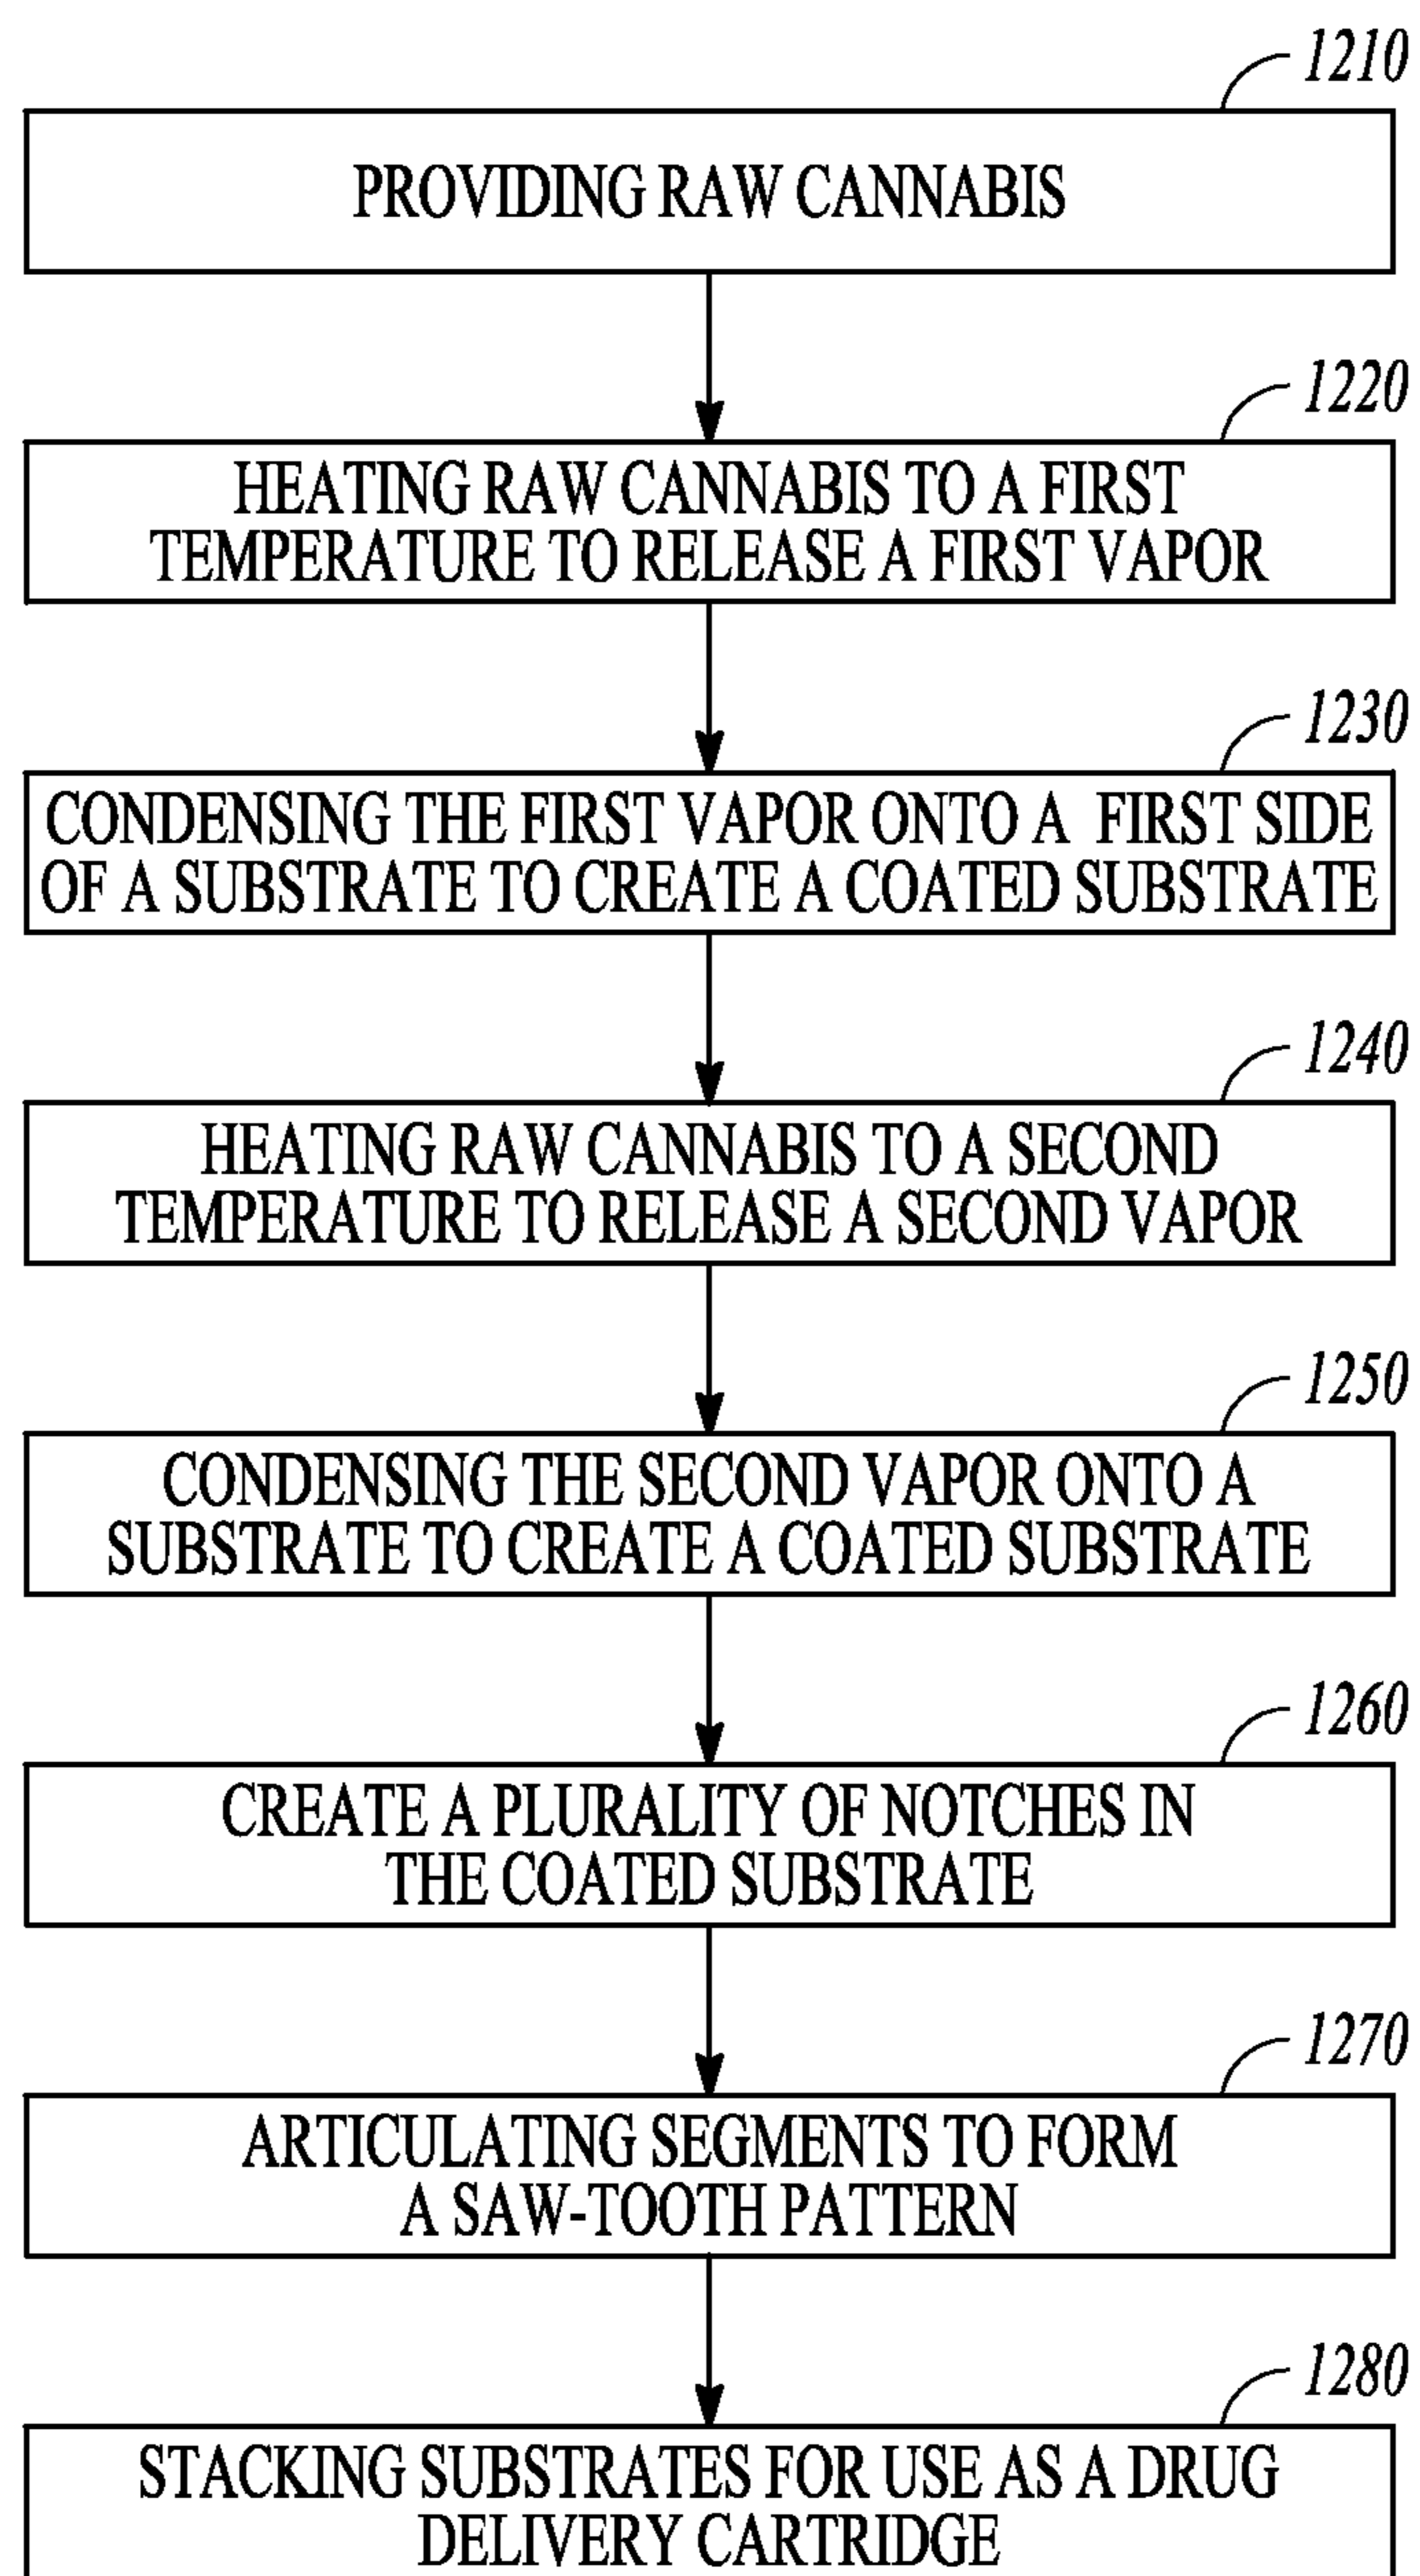 1210
PROVIDING RAW CANNABIS
1220
HEATING RAW CANNABIS TO A FIRST
TEMPERATURE TO RELEASE A FIRST VAPOR
1230
CONDENSING THE FIRST VAPOR ONTO A FIRST SIDE
OF A SUBSTRATE TO CREATE A COATED SUBSTRATE
1240
HEATING RAW CANNABIS TO A SECOND
TEMPERATURE TO RELEASE A SECOND VAPOR
1250
CONDENSING THE SECOND VAPOR ONTO A
SUBSTRATE TO CREATE A COATED SUBSTRATE
1260
CREATE A PLURALITY OF NOTCHES IN
THE COATED SUBSTRATE
1270
ARTICULATING SEGMENTS TO FORM
A SAW-TOOTH PATTERN
1280
STACKING SUBSTRATES FOR USE AS A DRUG
DELIVERY CARTRIDGE